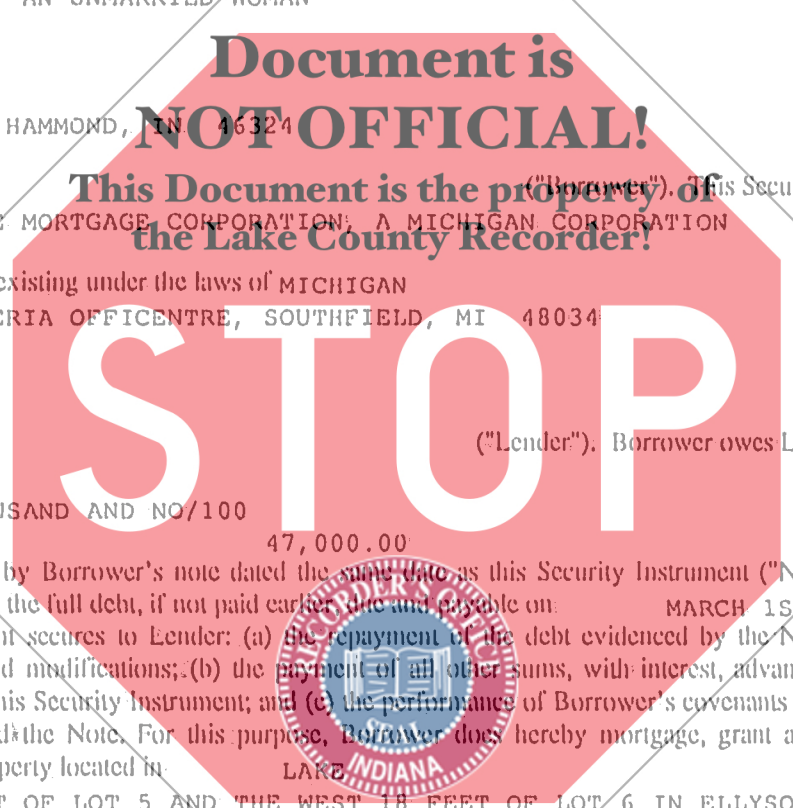 AN UNMARRIED WOMAN
Document is
HAMMOND, IN 46324
NOT OFFICIAL!
This Document is the property of
("Borrower"). This Secu
MORTGAGE CORPORATION, A MICHIGAN CORPORATION
the Lake County Recorder!
existing under the laws of MICHIGAN
ERIA OFFICENTRE, SOUTHFIELD, MI 48034
STOP
("Lender"). Borrower owes L
USAND AND NO/100
47,000.00
by Borrower's note dated the same date as this Security Instrument ("N
the full debt, if not paid earlier, due and payable on MARCH 1S
nt secures to Lender: (a) the repayment of the debt evidenced by the N
d modifications; (b) the payment of all other sums, with interest, advan
his Security Instrument; and (c) the performance of Borrower's covenants
d the Note. For this purpose, Borrower does hereby mortgage, grant a
perty located in LAKE
T OF LOT 5 AND THE WEST 18 FEET OF LOT 6 IN ELLYSO
RECORDER'S OFFICE
SEAL
INDIANA